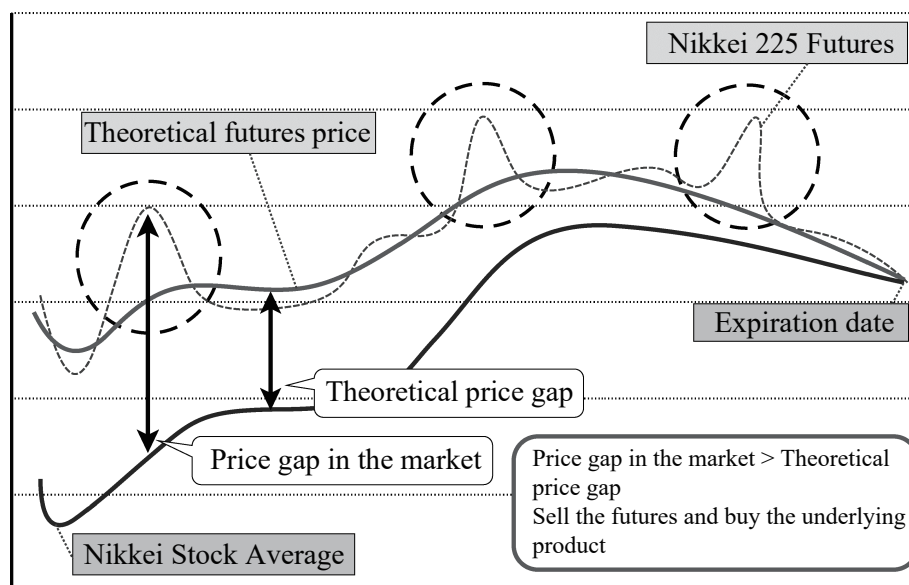 Nikkei 225 Futures
Theoretical futures price
Expiration date
Theoretical price gap
Price gap in the market
Price gap in the market > Theoretical
price gap
Sell the futures and buy the underlying
product
Nikkei Stock Average